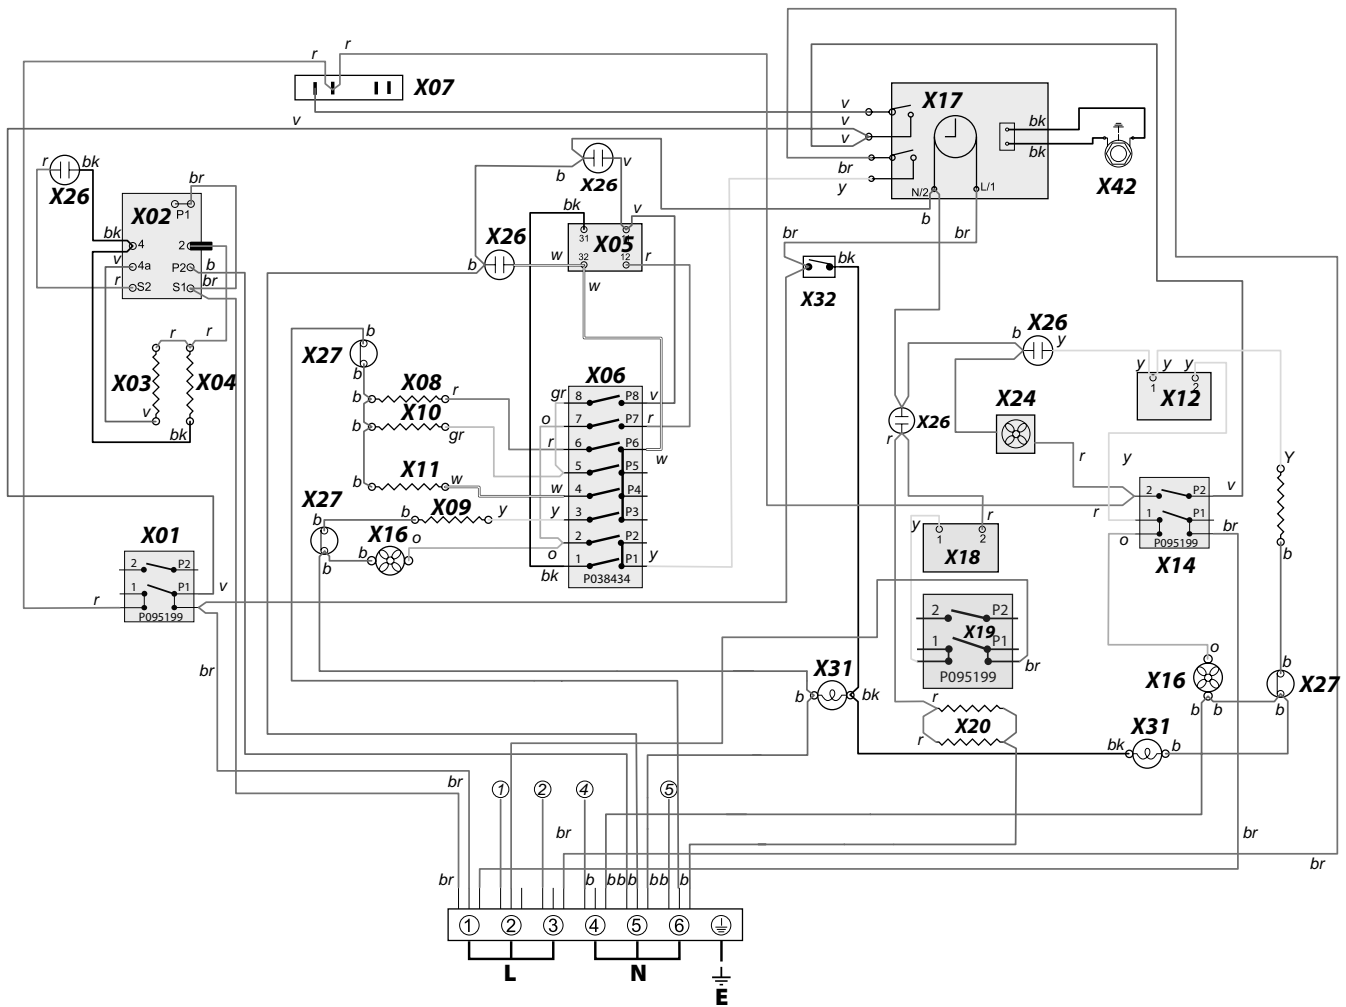 r r
X07
v
v
v
v
X17
bk
bk
X42
br
y
N/2 L/1
b
r bk
X26
br
P1
X02
bk 4 2
v 4a P2 b
r S2 S1 br
b v
X26
bk v
31
X26
b w
X05
32 12
r
w
br br
bk
X32
r r
X03 X04
v
bk
b
X27
b
b X08 r
b X10
gr
b X11 w
X09
b y
X27
b
X16 o
b
b
X06
gr 8 P8 v
o 7 P7 r
r 6 P6
w
5 P5
w 4 P4
y 3 P3
2 P2
o
1 P1 y
bk
P038434
b X26
y
X26
r
X24
r
y y y
1 2
X12
y
Y
b
2 P2 v
r 1 P1
br
o
P095199
X14
y r
1 2
X18
2 P2
X19
1 P1
br
P095199
X01
2 P2
1 P1
v
r
P095199
br
X31
b bk
r
X20
r
o
X16
b b
b
X27
b
X31
bk b
br
1 2 4 5
br
br
br
br b bbb bb b
1 2 3 4 5 6
L N
E